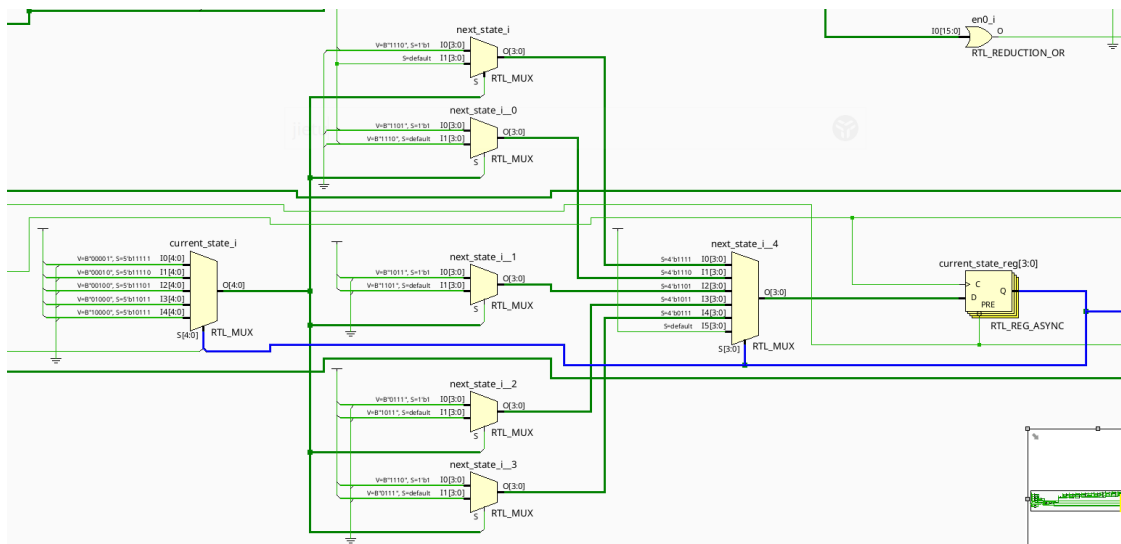 next_state_i
V=B"1110", S=1'b1 I0[3:0]
S=default I1[3:0]
O[3:0]
S
RTL_MUX
en0_i
I0[15:0]
O
RTL_REDUCTION_OR
next_state_i__0
V=B"1101", S=1'b1 I0[3:0]
V=B"1110", S=default I1[3:0]
O[3:0]
S
RTL_MUX
current_state_i
V=B"00001", S=5'b11111 I0[4:0]
V=B"00010", S=5'b11110 I1[4:0]
V=B"00100", S=5'b11101 I2[4:0]
V=B"01000", S=5'b11011 I3[4:0]
V=B"10000", S=5'b10111 I4[4:0]
O[4:0]
S[4:0]
RTL_MUX
next_state_i__1
V=B"1011", S=1'b1 I0[3:0]
V=B"1101", S=default I1[3:0]
O[3:0]
S
RTL_MUX
next_state_i__4
S=4'b1111 I0[3:0]
S=4'b1110 I1[3:0]
S=4'b1101 I2[3:0]
S=4'b1011 I3[3:0]
S=4'b0111 I4[3:0]
S=default I5[3:0]
O[3:0]
S[3:0]
RTL_MUX
current_state_reg[3:0]
C
D
Q
PRE
RTL_REG_ASYNC
next_state_i__2
V=B"0111", S=1'b1 I0[3:0]
V=B"1011", S=default I1[3:0]
O[3:0]
S
RTL_MUX
next_state_i__3
V=B"1110", S=1'b1 I0[3:0]
V=B"0111", S=default I1[3:0]
O[3:0]
S
RTL_MUX